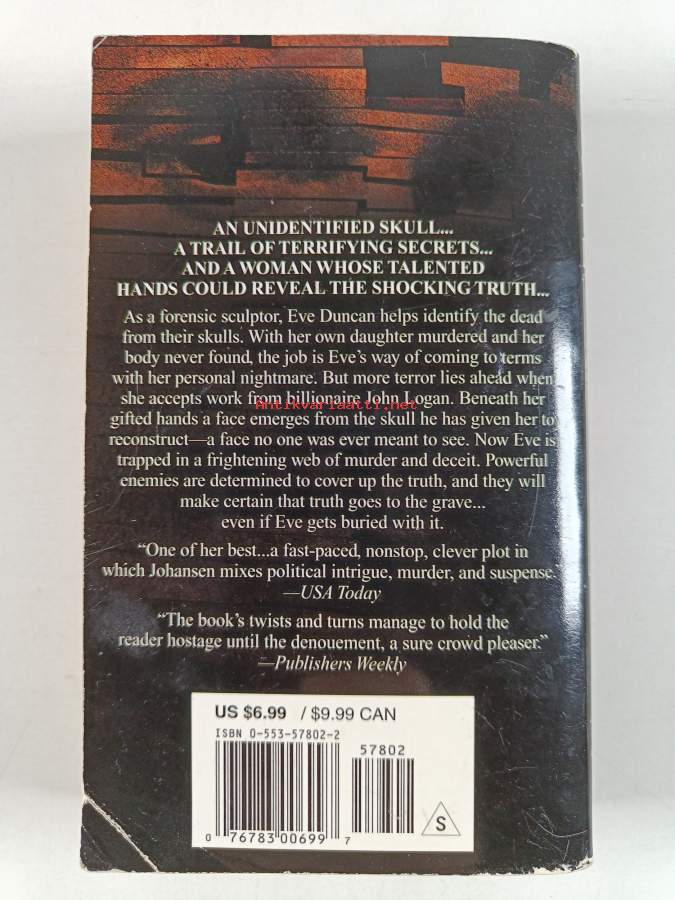 AN UNIDENTIFIED SKULL...
A TRAIL OF TERRIFYING SECRETS...
AND A WOMAN WHOSE TALENTED
HANDS COULD REVEAL THE SHOCKING TRUTH...
As a forensic sculptor, Eve Duncan helps identify the dead
from their skulls. With her own daughter murdered and her
body never found, the job is Eve's way of coming to terms
with her personal nightmare. But more terror lies ahead when
she accepts work from billionaire John Logan. Beneath her
Antikvariaatti.net
gifted hands a face emerges from the skull he has given her to
reconstruct—a face no one was ever meant to see. Now Eve is
trapped in a frightening web of murder and deceit. Powerful
enemies are determined to cover up the truth, and they will
make certain that truth goes to the grave...
even if Eve gets buried with it.
"One of her best...a fast-paced, nonstop, clever plot in
which Johansen mixes political intrigue, murder, and suspense.
—USA Today
"The book's twists and turns manage to hold the
reader hostage until the denouement, a sure crowd pleaser."
—Publishers Weekly
US $6.99 / $9.99 CAN
ISBN 0-553-57802-2
57802
0 76783 00699 7
S